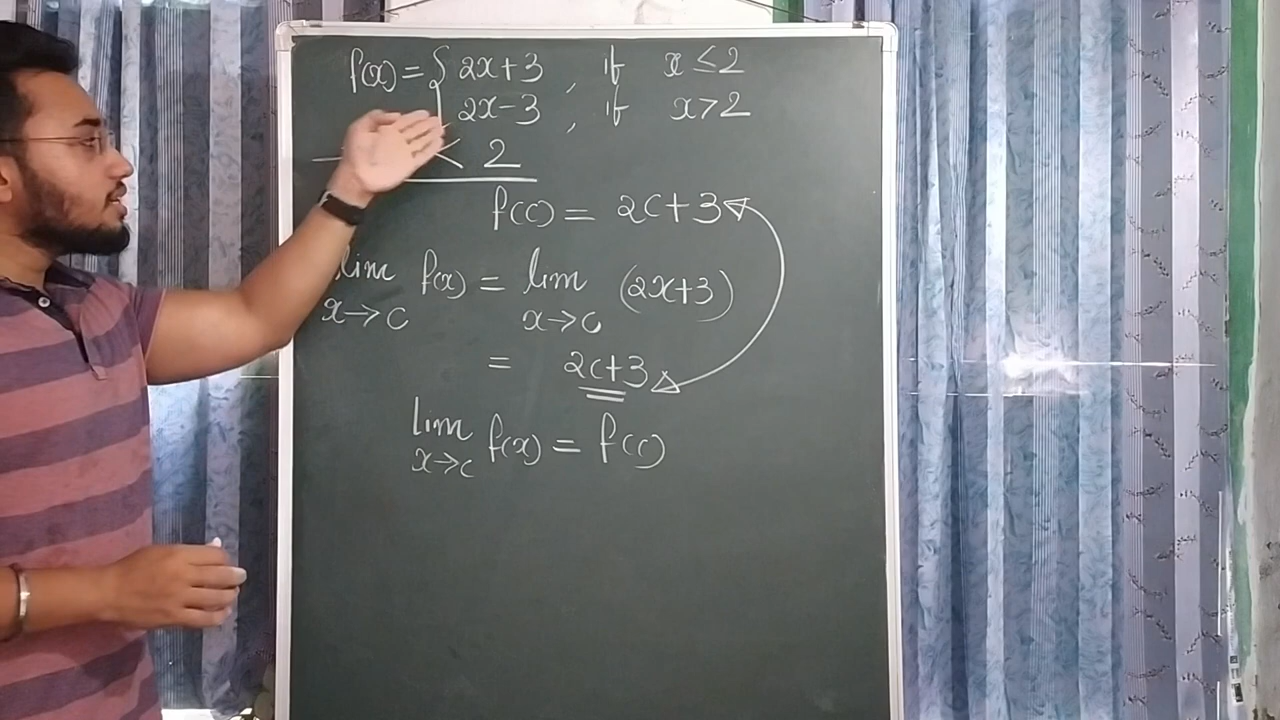 f(x) = { 2x+3 , if x ≤ 2
2x-3 , if x > 2
< 2
f(c) = 2c+3
lim x→c f(x) = lim x→c (2x+3)
= 2c+3
lim x→c f(x) = f(c)